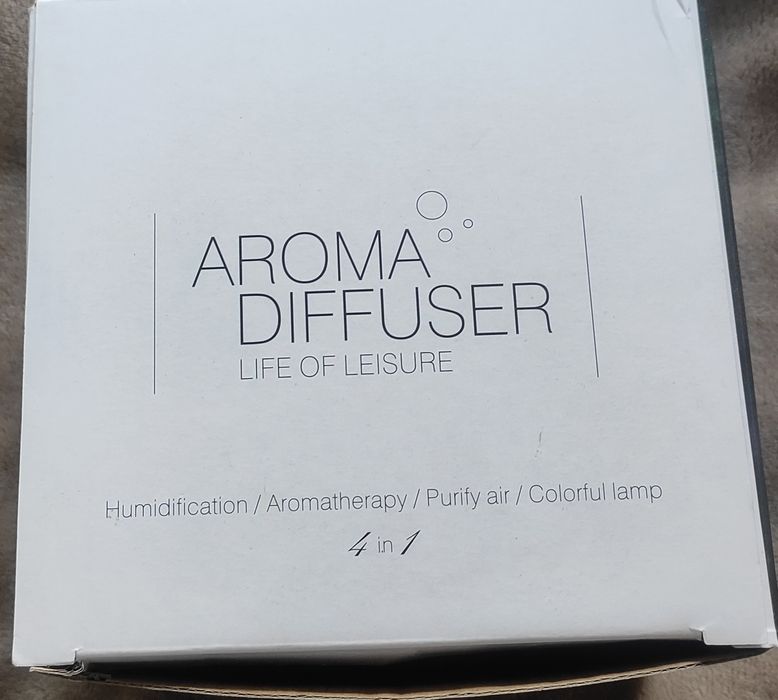 AROMA
DIFFUSER
LIFE OF LEISURE
Humidification / Aromatherapy / Purify air / Colorful lamp
4 in 1